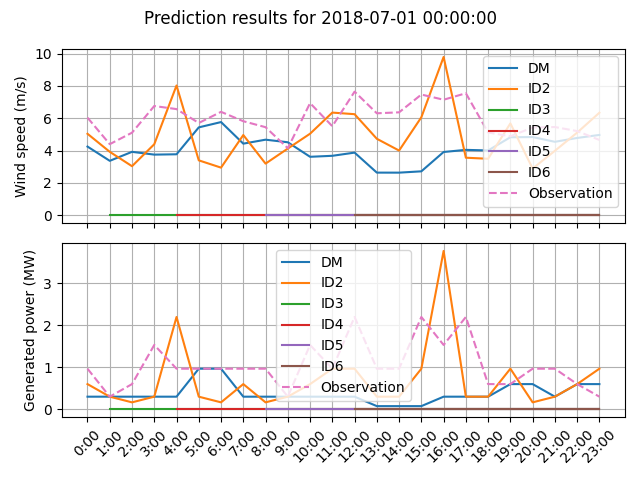 Prediction results for 2018-07-01 00:00:00
Wind speed (m/s)
10
8
6
4
2
0
DM
ID2
ID3
ID4
ID5
ID6
Observation
Generated power (MW)
3
2
1
0
DM
ID2
ID3
ID4
ID5
ID6
Observation
0:00 1:00 2:00 3:00 4:00 5:00 6:00 7:00 8:00 9:00 10:00 11:00 12:00 13:00 14:00 15:00 16:00 17:00 18:00 19:00 20:00 21:00 22:00 23:00